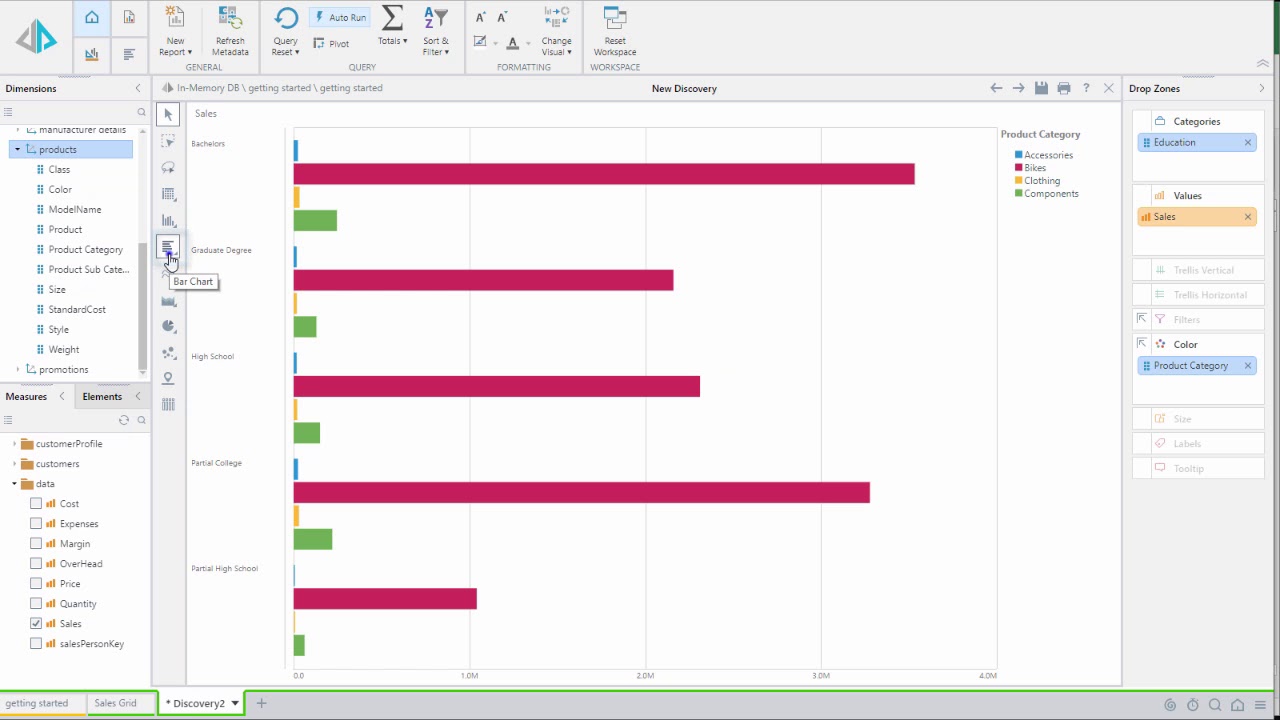 New
Report ▾
Refresh
Metadata
GENERAL
Query
Reset ▾
Auto Run
Pivot
Totals ▾
Sort &
Filter ▾
QUERY
A
A
A
Change
Visual ▾
FORMATTING
Reset
Workspace
WORKSPACE
Dimensions
In-Memory DB \ getting started \ getting started
New Discovery
Drop Zones
manufacturer details
products
Class
Color
ModelName
Product
Product Category
Product Sub Cate...
Size
StandardCost
Style
Weight
promotions
Measures
Elements
customerProfile
customers
data
Cost
Expenses
Margin
OverHead
Price
Quantity
Sales
salesPersonKey
Bar Chart
Sales
Bachelors
Graduate Degree
High School
Partial College
Partial High School
0.0
1.0M
2.0M
3.0M
4.0M
Product Category
Accessories
Bikes
Clothing
Components
Categories
Education
Values
Sales
Trellis Vertical
Trellis Horizontal
Filters
Color
Product Category
Size
Labels
Tooltip
getting started
Sales Grid
* Discovery2